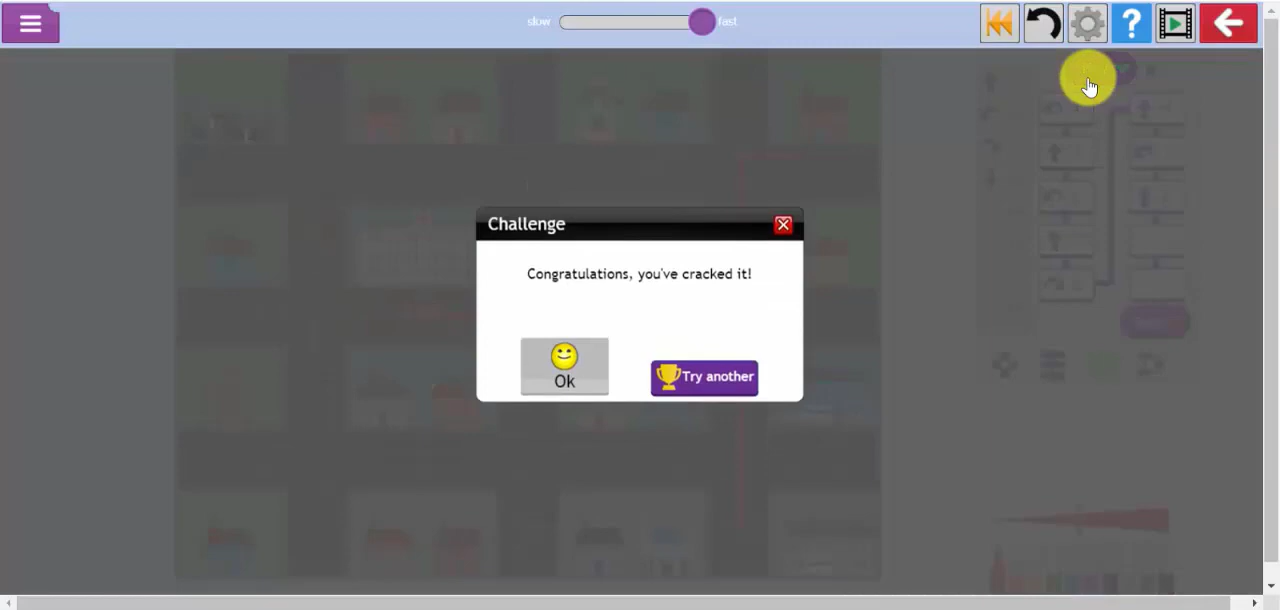 slow fast
?
Challenge
Congratulations, you've cracked it!
Ok
Try another